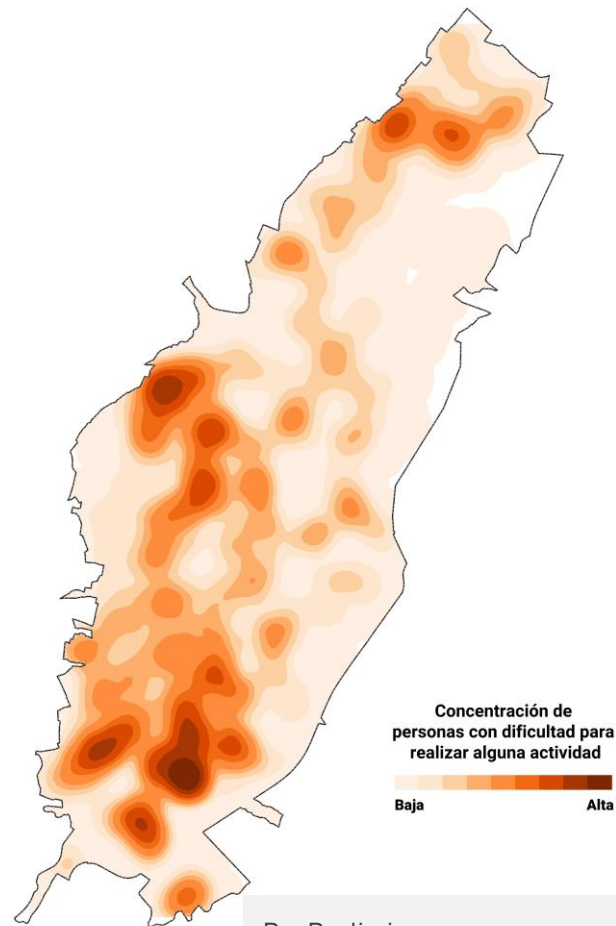 Concentración de
personas con dificultad para
realizar alguna actividad
Baja
Alta